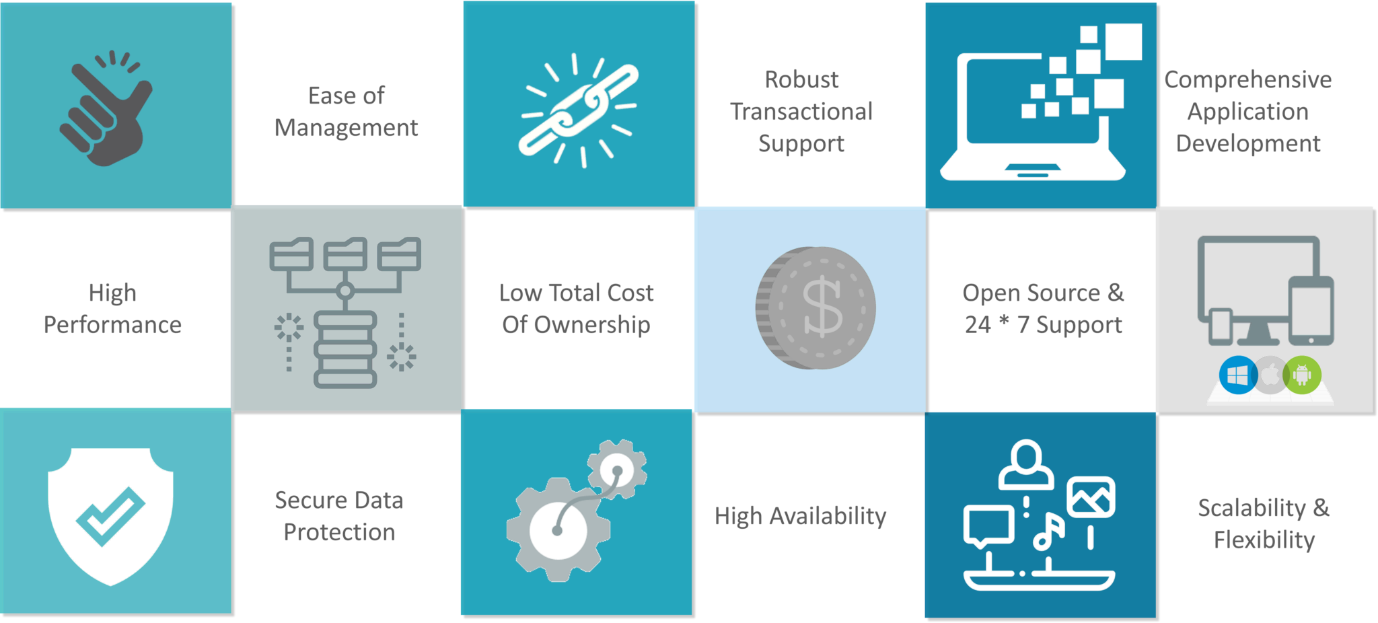 Ease of
Management
Robust
Transactional
Support
Comprehensive
Application
Development
High
Performance
Low Total Cost
Of Ownership
Open Source &
24 * 7 Support
Secure Data
Protection
High Availability
Scalability &
Flexibility